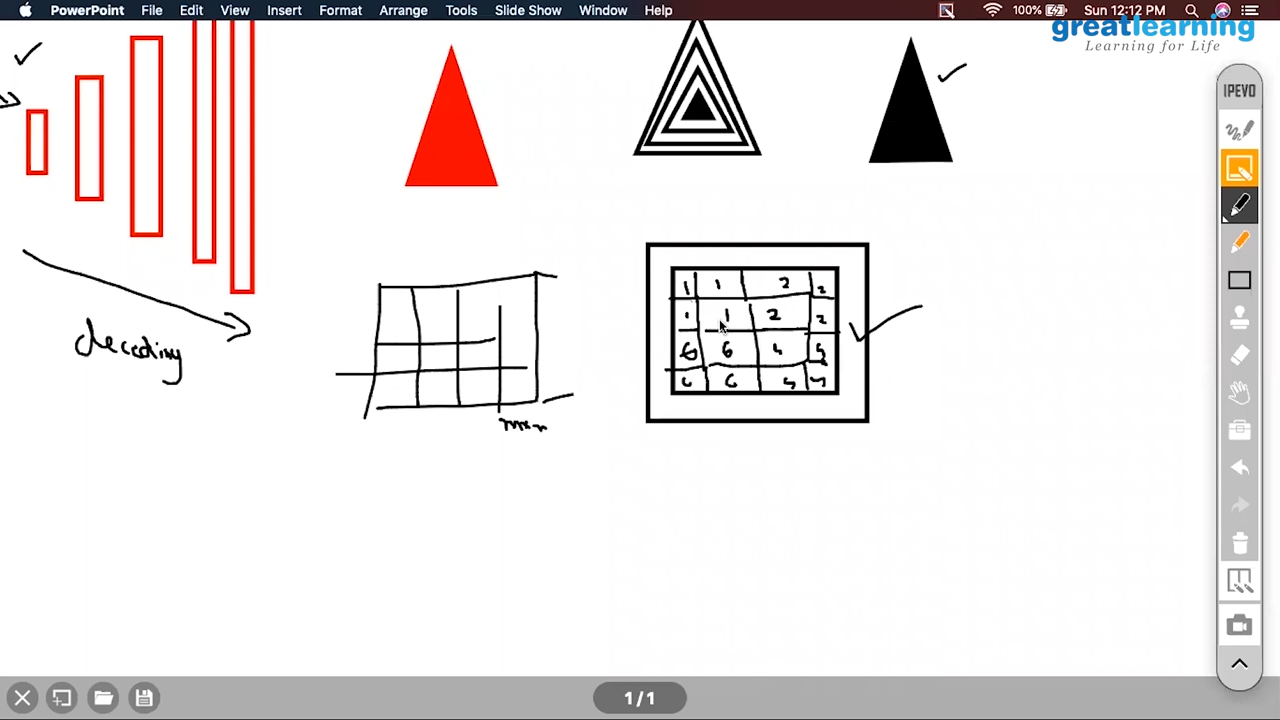 PowerPoint File Edit View Insert Format Arrange Tools Slide Show Window Help 100% Sun 12:12 PM
greatlearning
Learning for Life
IPEVO
1 1 2 2
1 1 2 2
6 6 4 4
6 6 4 4
decoding
1/1